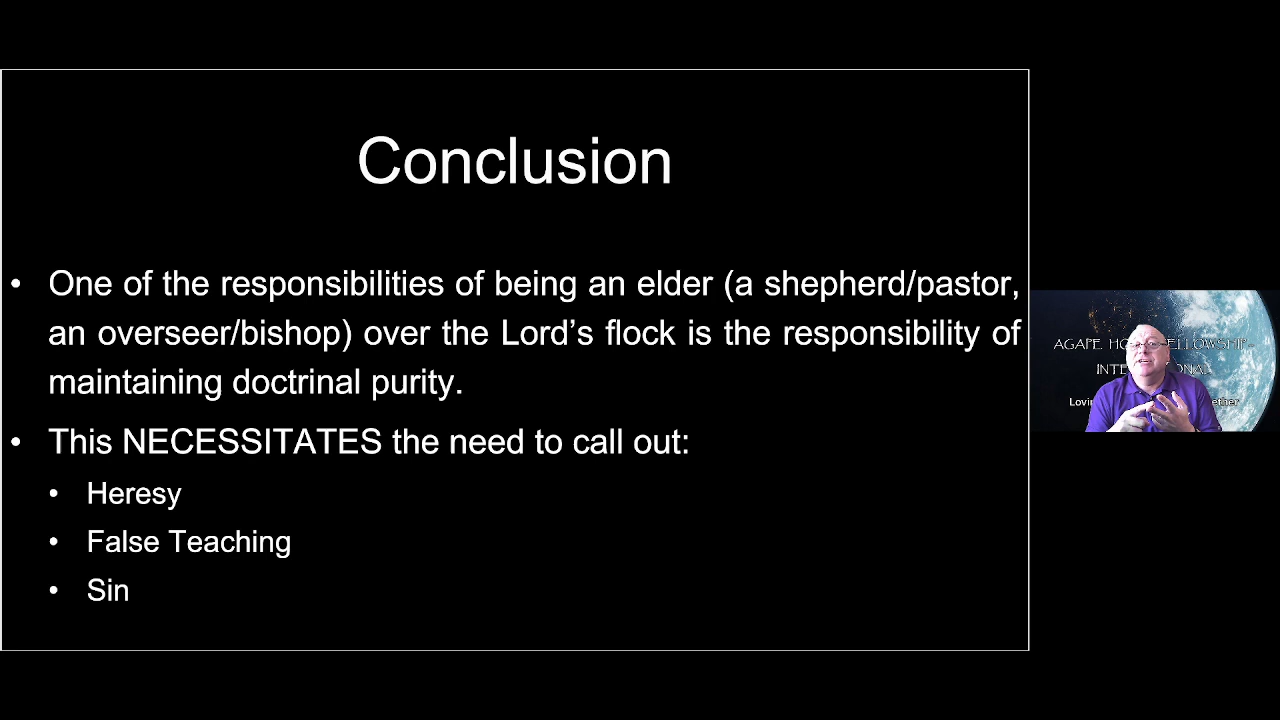 Conclusion
• One of the responsibilities of being an elder (a shepherd/pastor,
an overseer/bishop) over the Lord’s flock is the responsibility of
maintaining doctrinal purity.
• This NECESSITATES the need to call out:
• Heresy
• False Teaching
• Sin
AGAPE